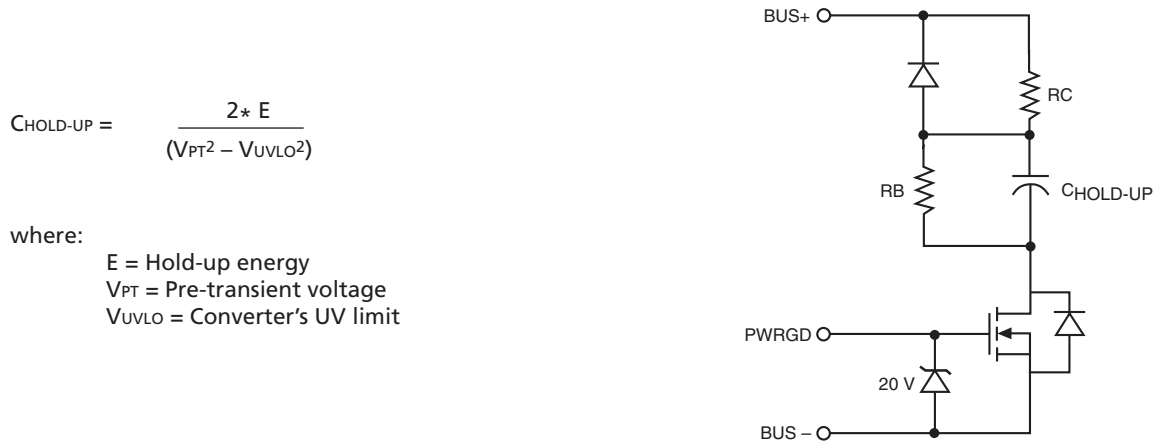 CHOLD-UP = 2* E
(VPT² – VUVLO²)
where:
E = Hold-up energy
VPT = Pre-transient voltage
VUVLO = Converter's UV limit
BUS+
RC
RB
CHOLD-UP
PWRGD
20 V
BUS –